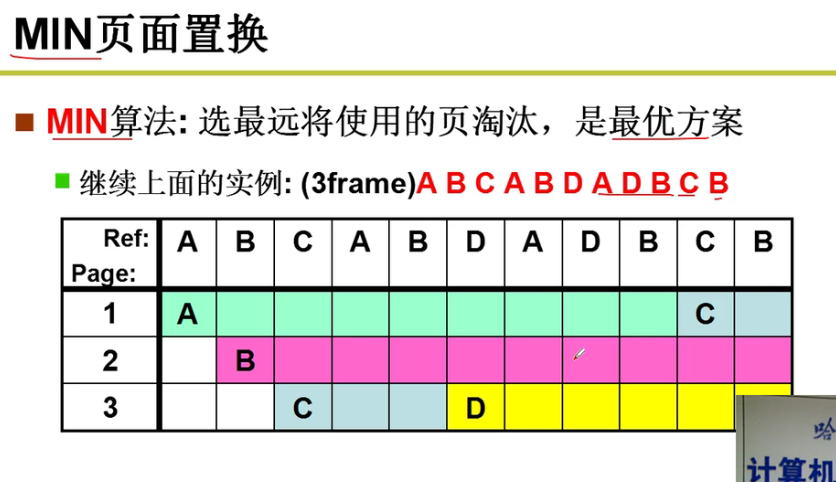 MIN页面置换
MIN算法: 选最远将使用的页淘汰，是最优方案
继续上面的实例: (3frame)A B C A B D A D B C B
Ref: A B C A B D A D B C B
Page:
1 A C
2 B
3 C D
哈
计算机